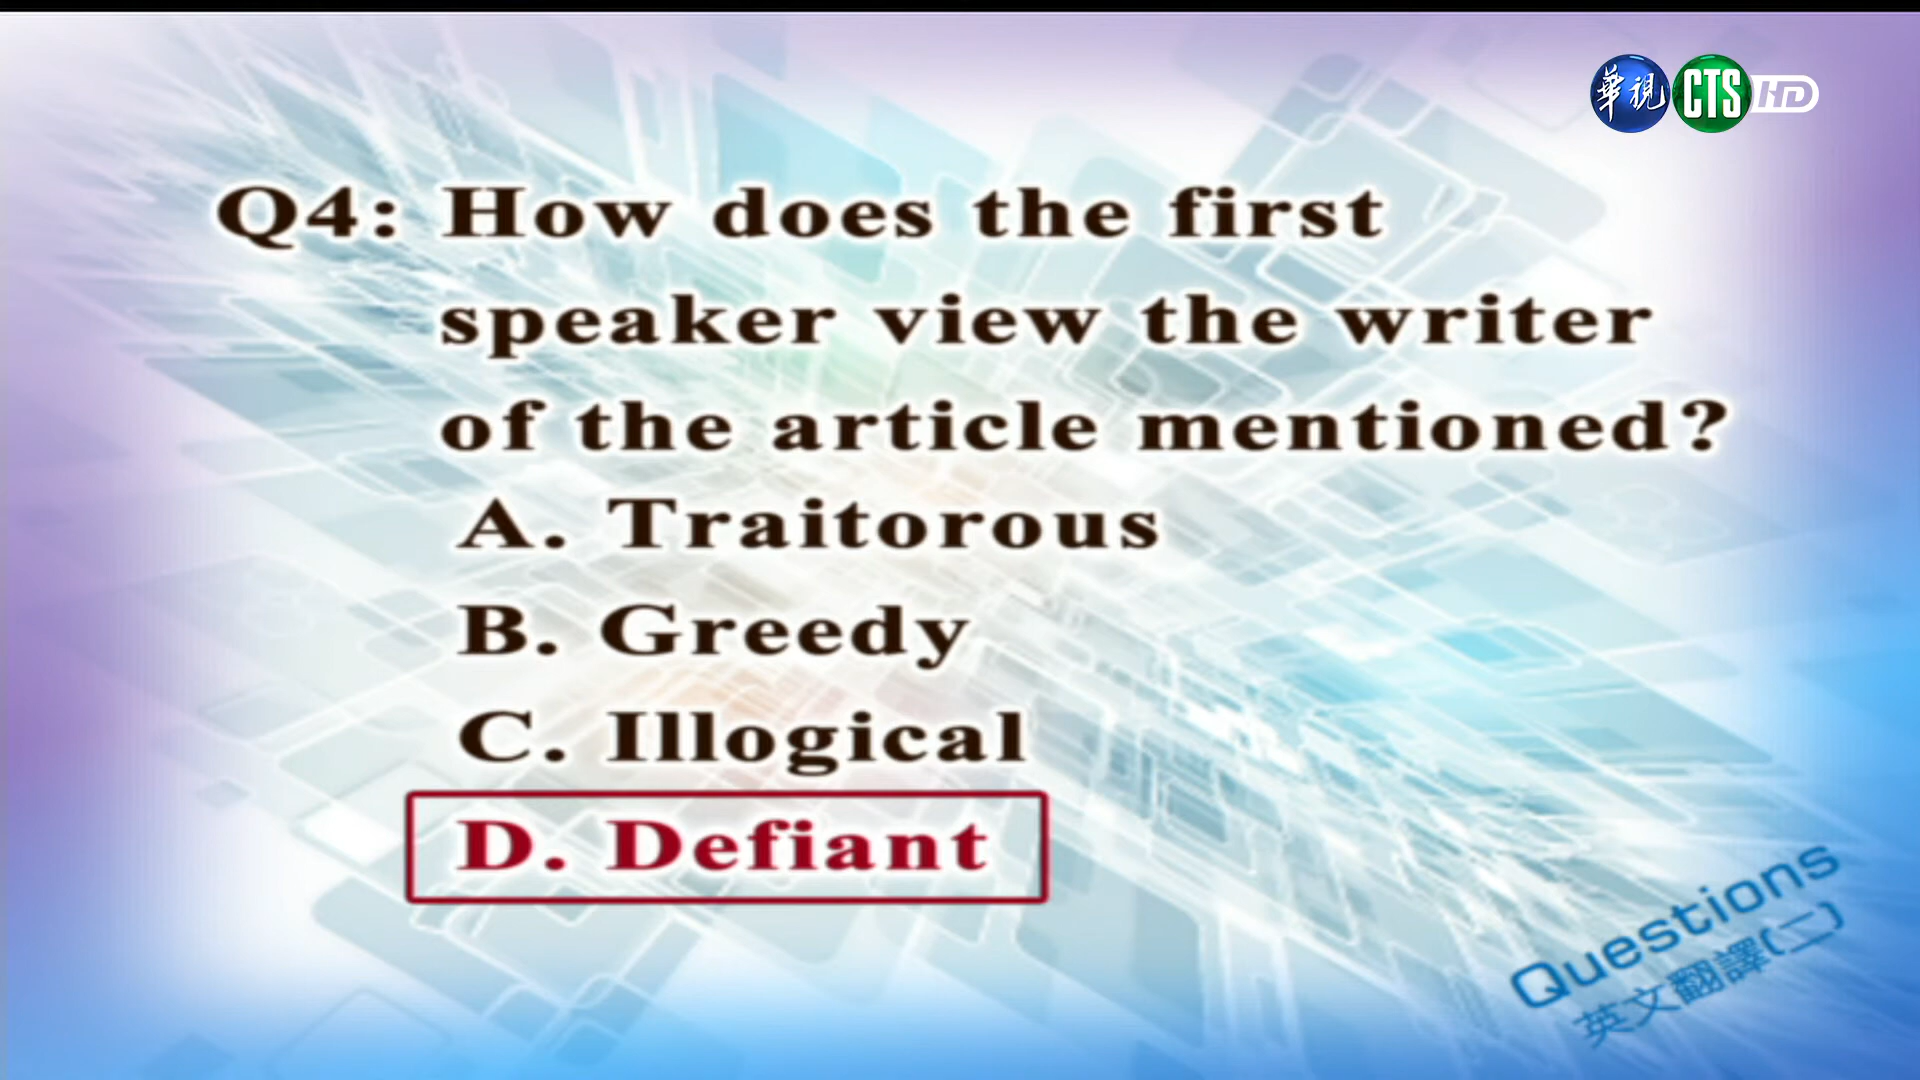 華視 CTS HD
Q4: How does the first
speaker view the writer
of the article mentioned?
A. Traitorous
B. Greedy
C. Illogical
D. Defiant
Questions
英文翻譯(二)